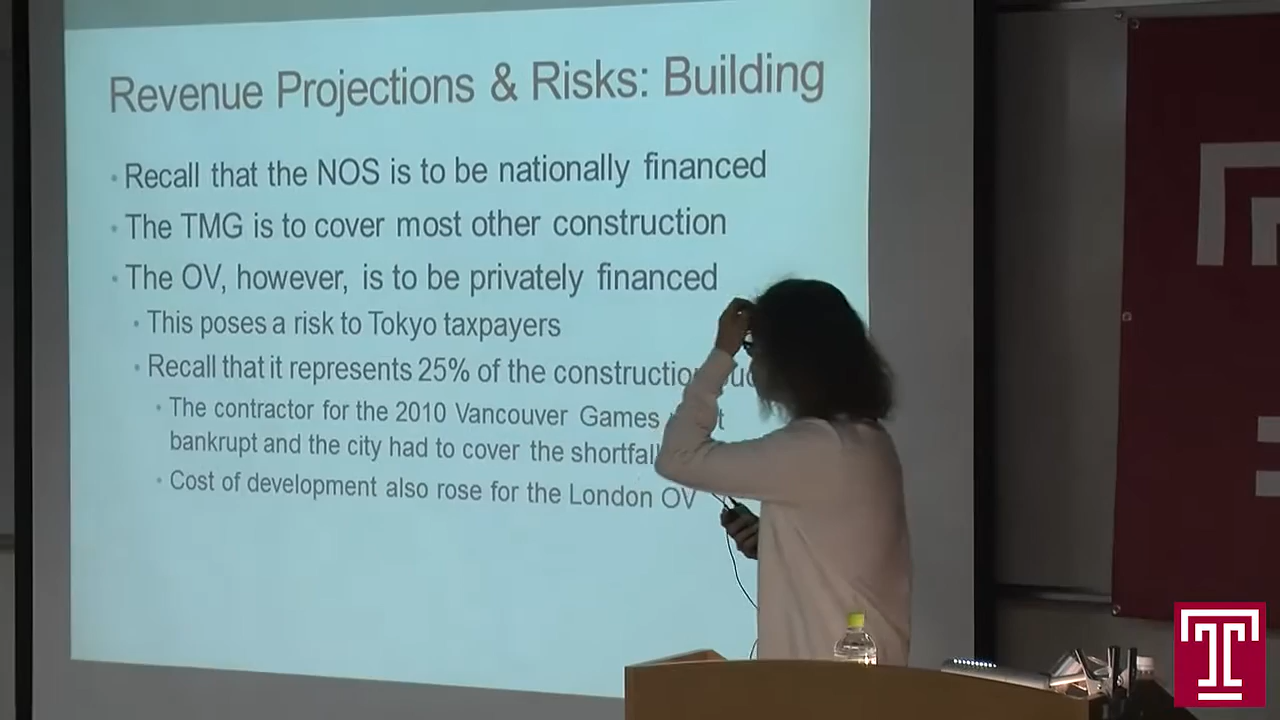 Revenue Projections & Risks: Building
• Recall that the NOS is to be nationally financed
• The TMG is to cover most other construction
• The OV, however, is to be privately financed
• This poses a risk to Tokyo taxpayers
• Recall that it represents 25% of the construction
• The contractor for the 2010 Vancouver Games
bankrupt and the city had to cover the shortfall
• Cost of development also rose for the London OV